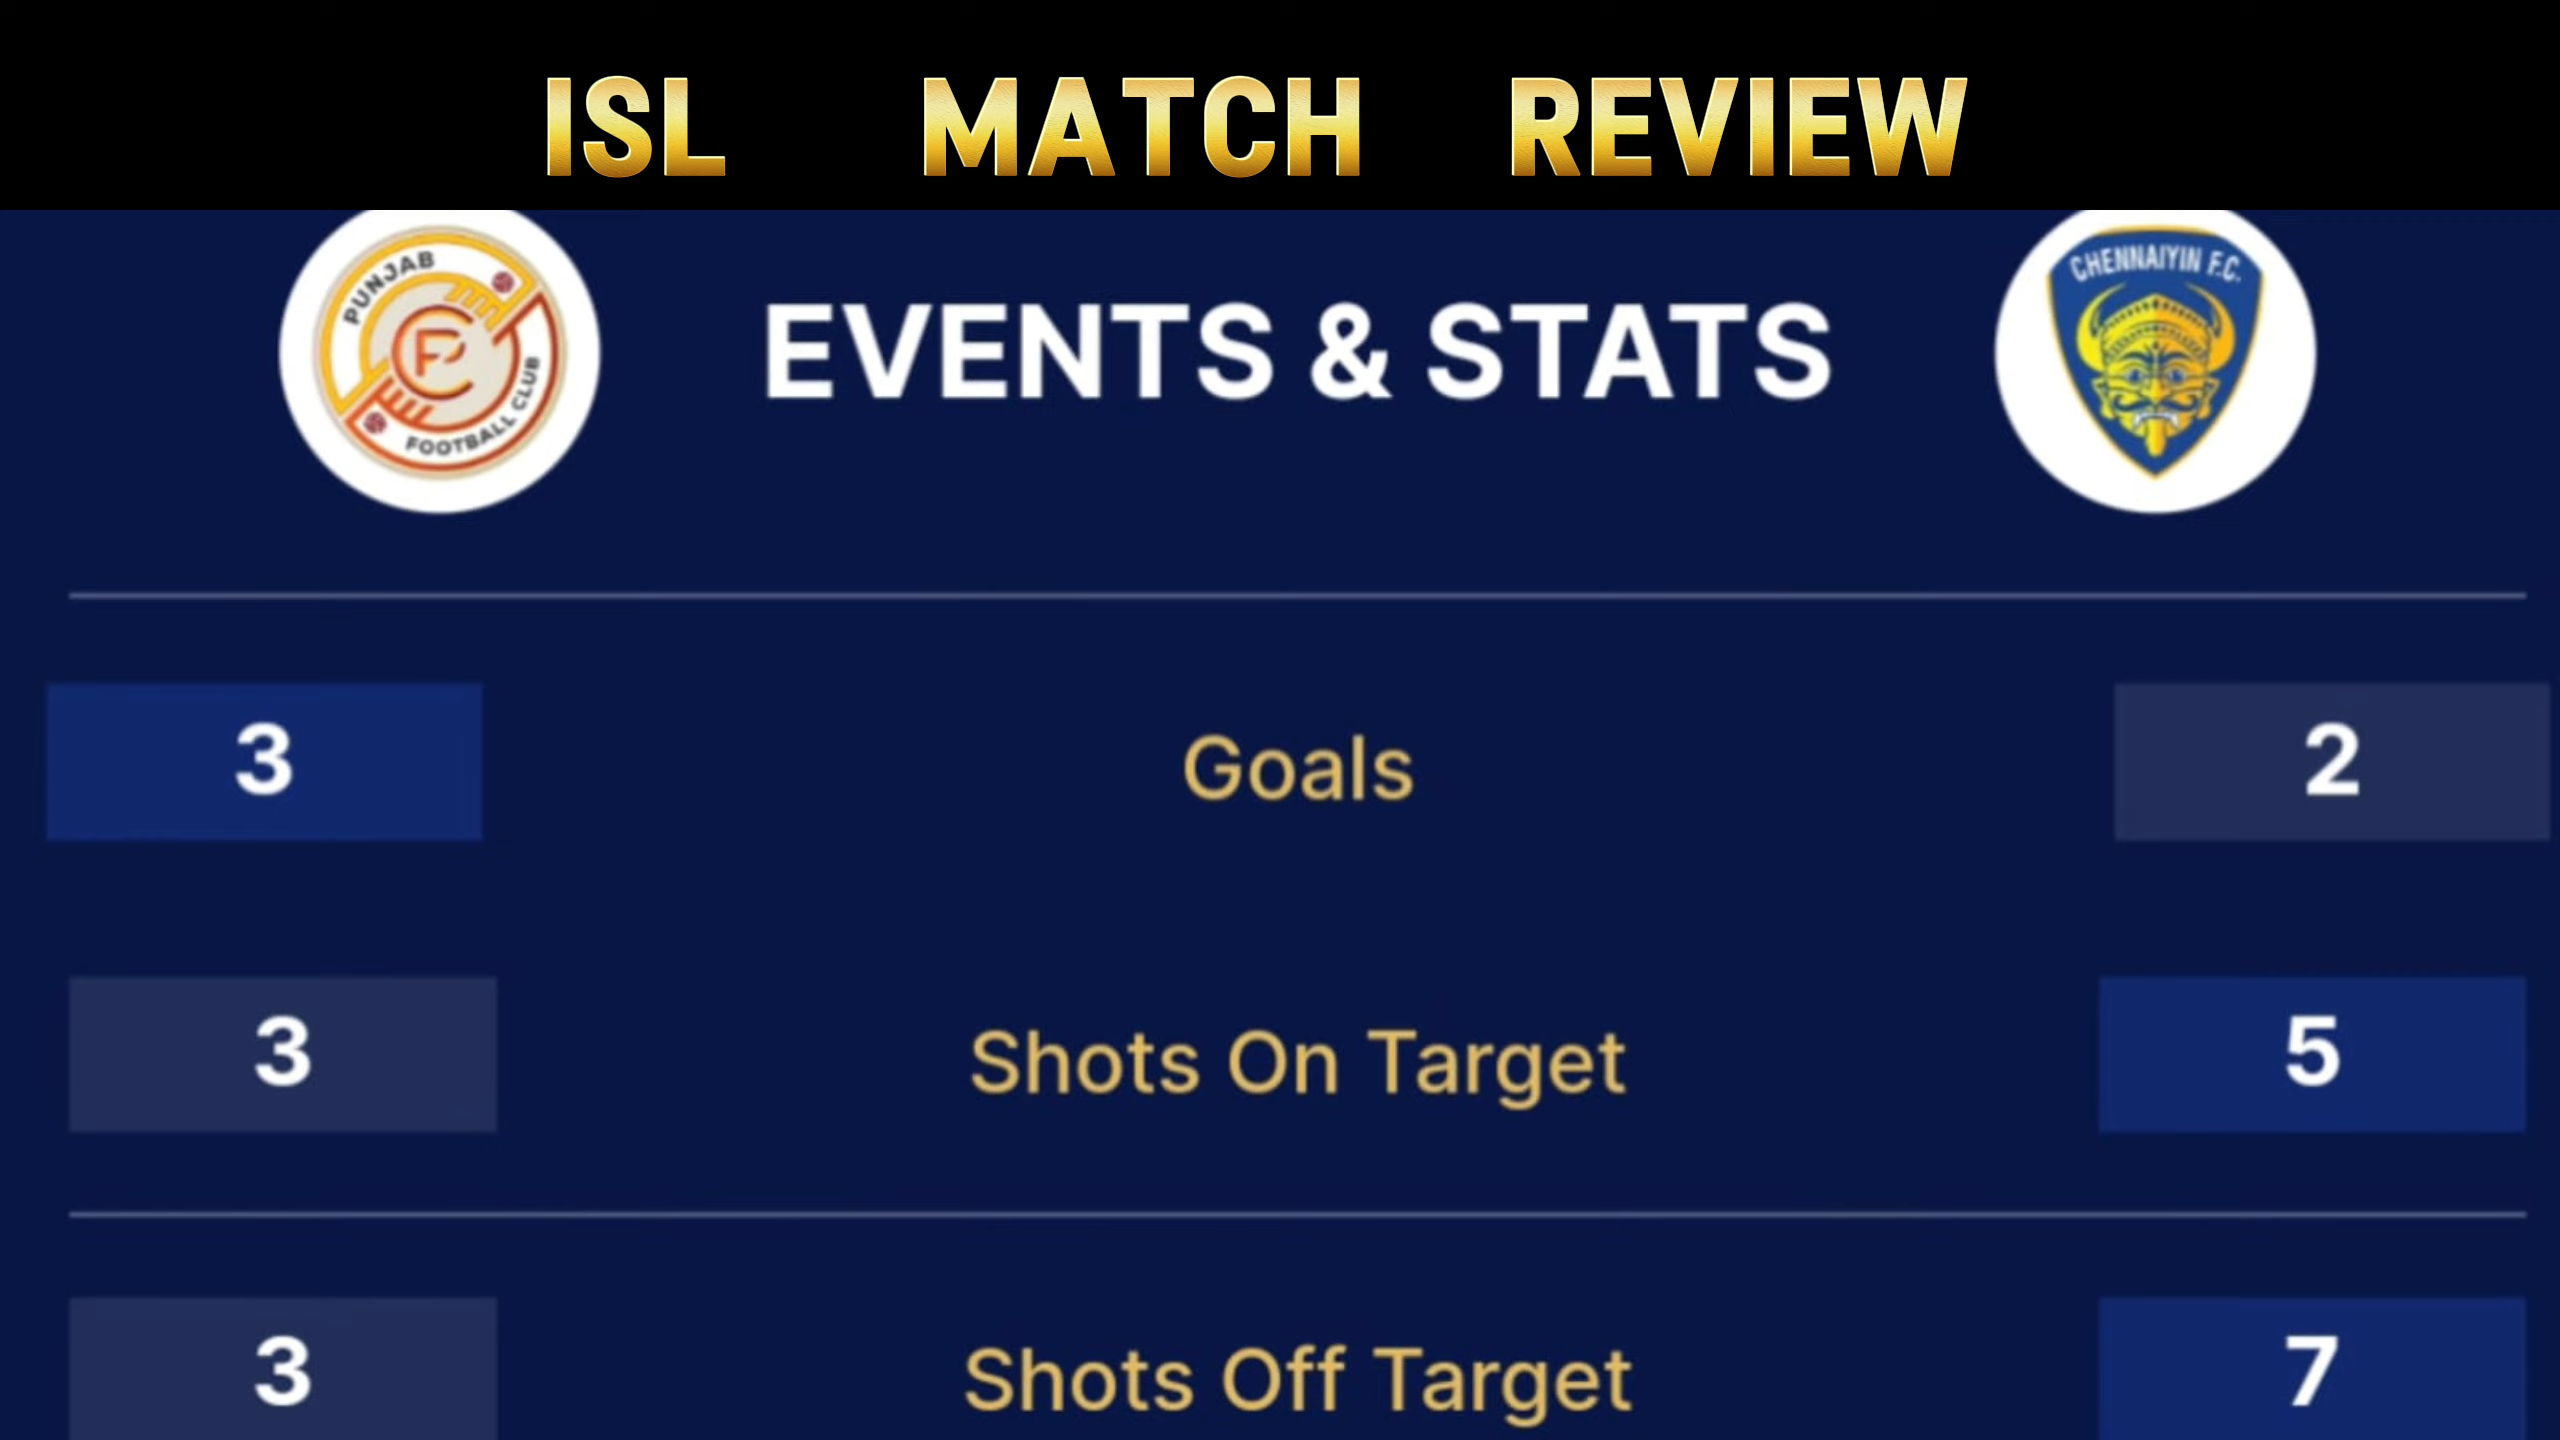 ISL MATCH REVIEW
PUNJAB
FOOTBALL CLUB
CHENNAIYIN F.C.
EVENTS & STATS
3 Goals 2
3 Shots On Target 5
3 Shots Off Target 7